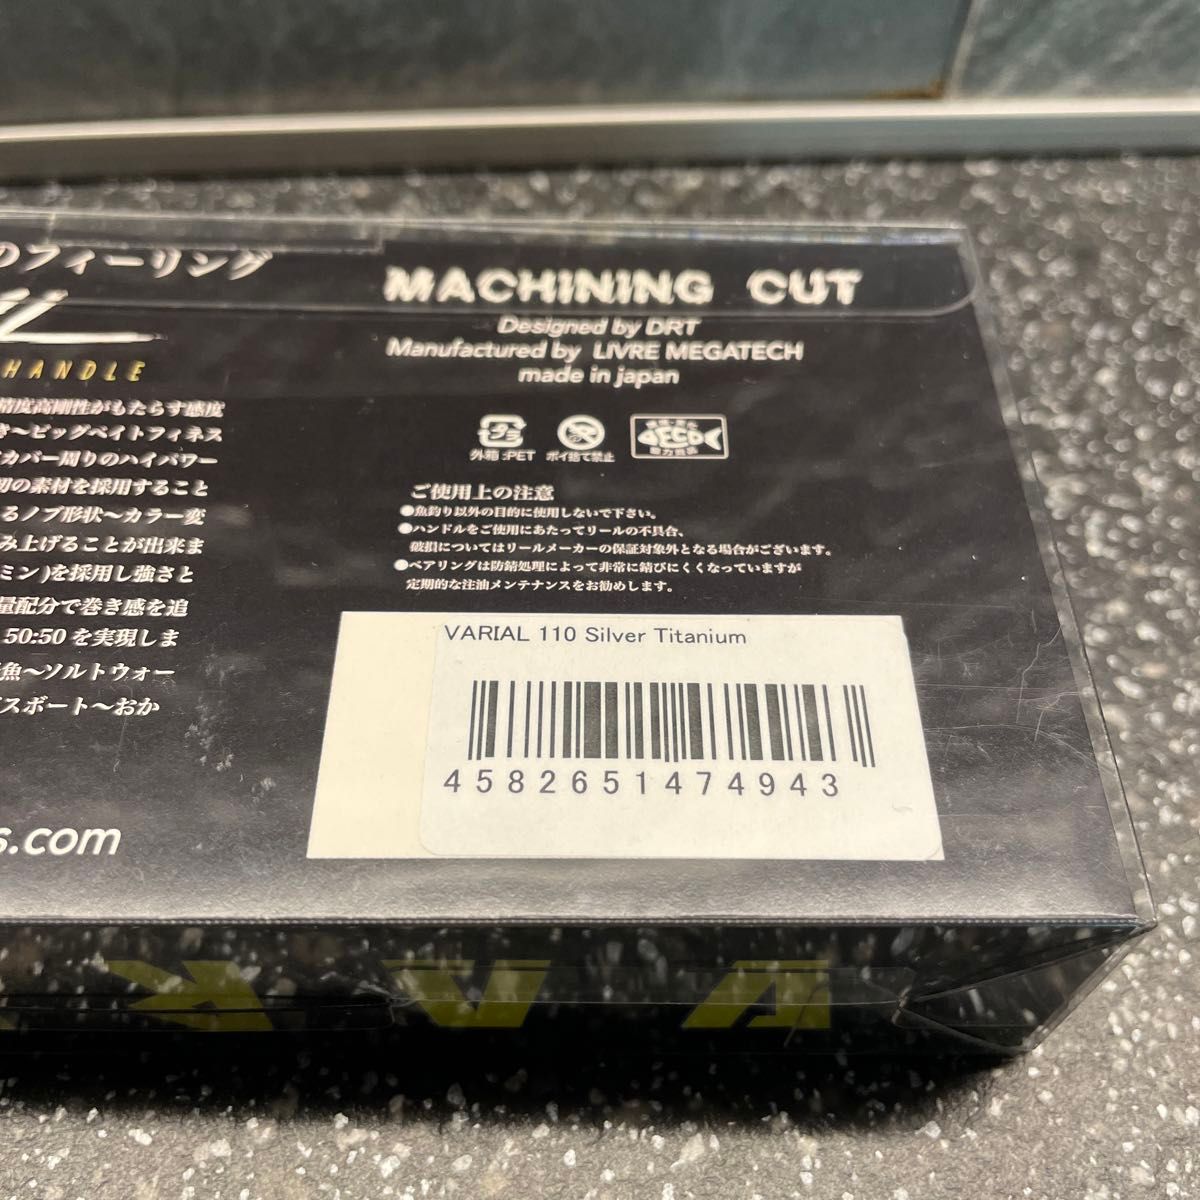 のフィーリング
HANDLE
精度高剛性がもたらす感度
き〜ビッグベイトフィネス
カバー周りのハイパワー
初の素材を採用すること
るノブ形状〜カラー変
み上げることが出来ま
ミン)を採用し強さと
量配分で巻き感を追
50:50 を実現しま
魚〜ソルトウォー
スボート〜おか
s.com
MACHINING CUT
Designed by DRT
Manufactured by LIVRE MEGATECH
made in japan
プラ
外箱:PET ポイ捨て禁止
ECO
ご使用上の注意
●魚釣り以外の目的に使用しないで下さい。
●ハンドルをご使用にあたってリールの不具合、
破損についてはリールメーカーの保証対象外となる場合がございます。
●ベアリングは防錆処理によって非常に錆びにくくなっていますが
定期的な注油メンテナンスをお勧めします。
VARIAL 110 Silver Titanium
4582651474943